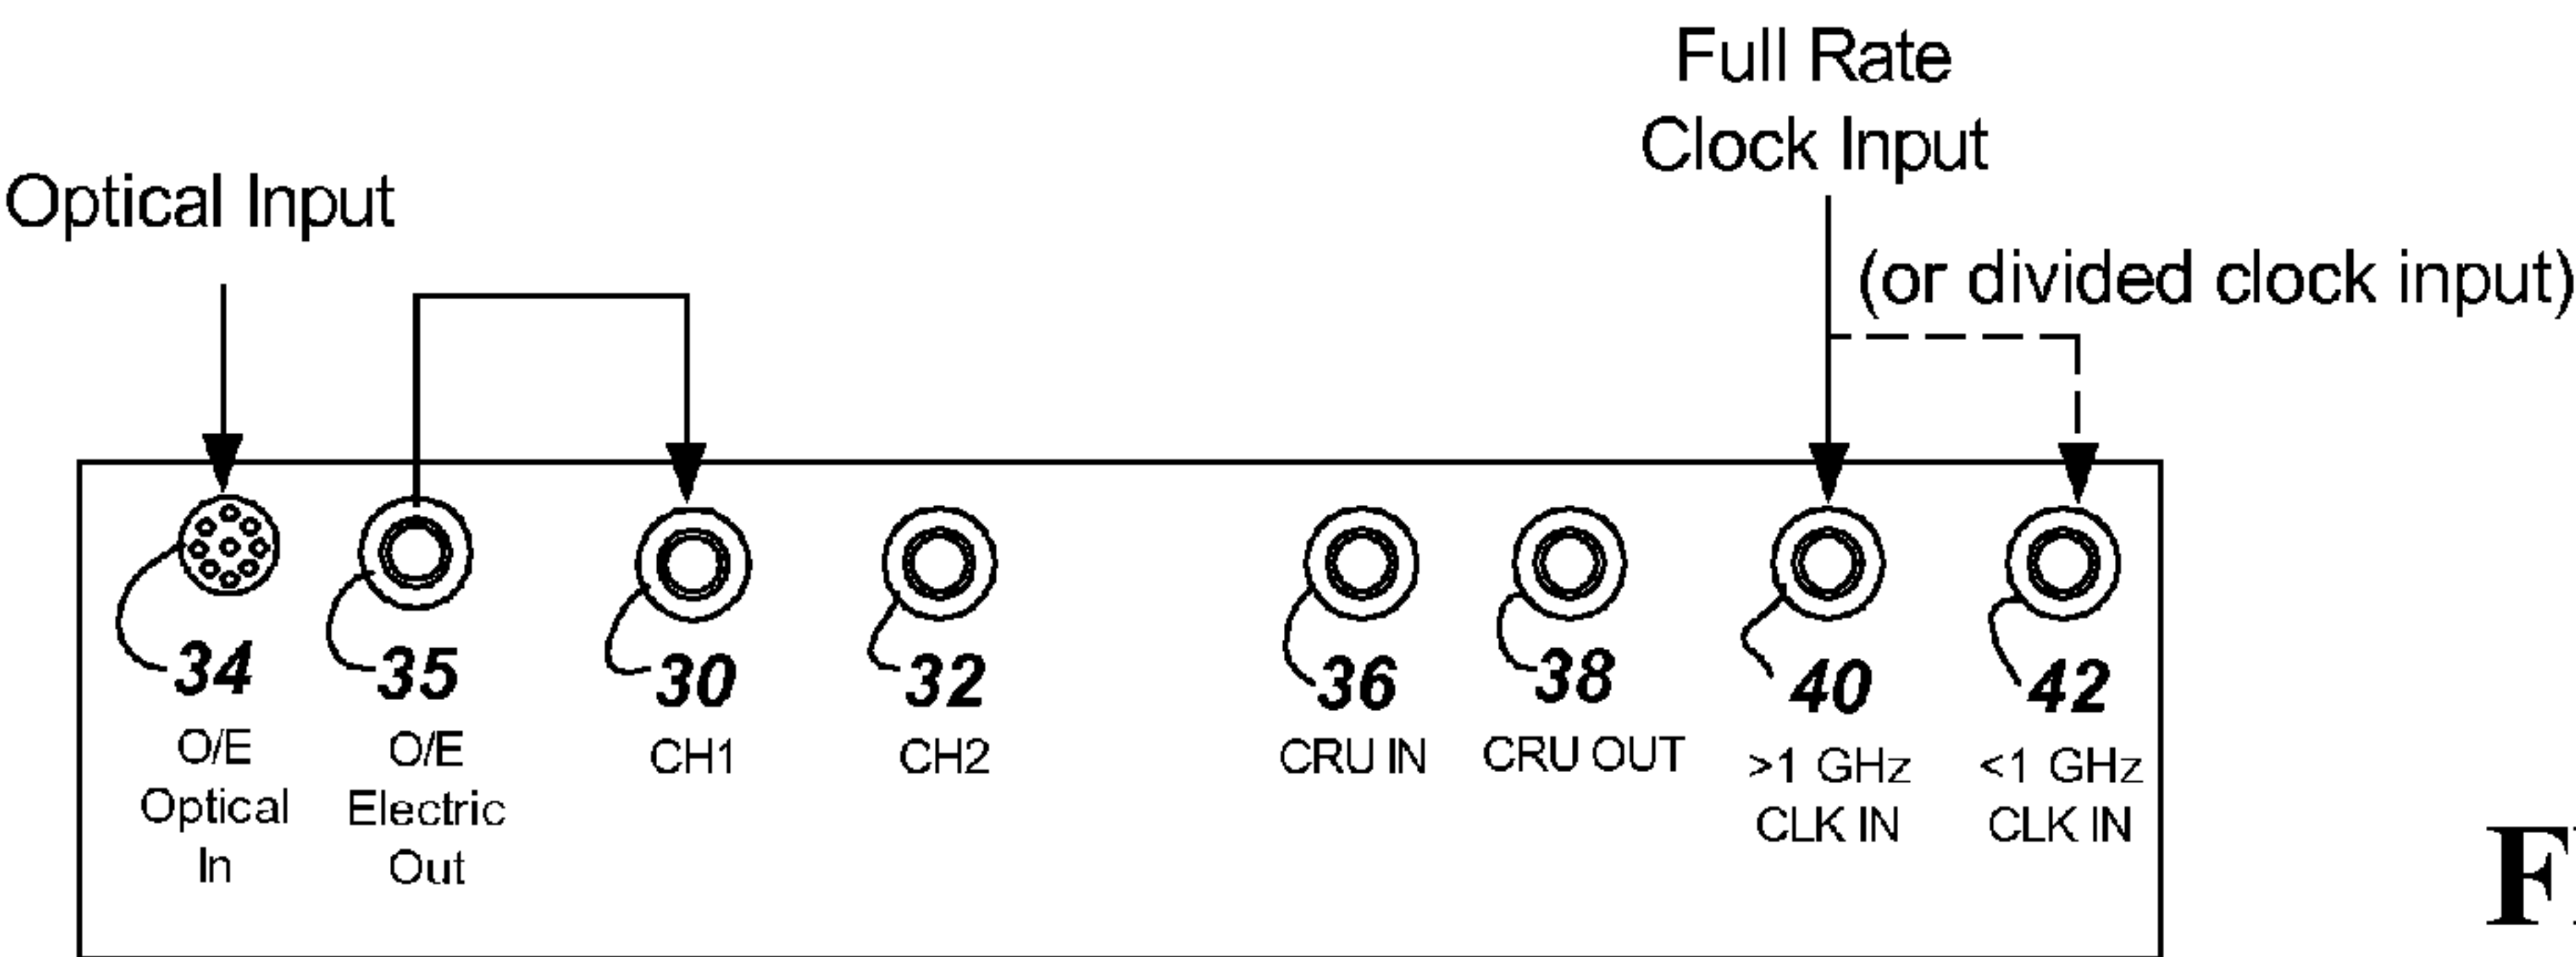 Full Rate
Clock Input
Optical Input
(or divided clock input)
34
35
30
32
36
38
40
42
O/E
Optical
In
O/E
Electric
Out
CH1
CH2
CRU IN
CRU OUT
>1 GHz
CLK IN
<1 GHz
CLK IN